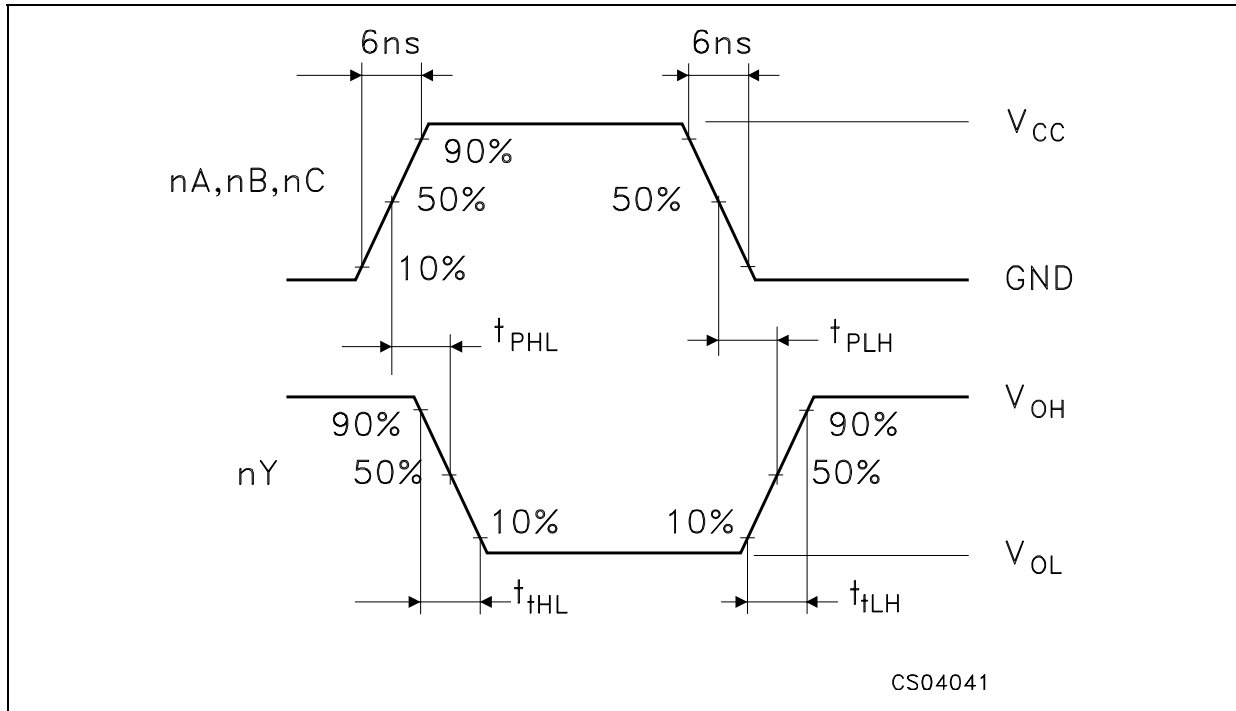 6ns 6ns
V_CC
90%
nA,nB,nC
50% 50%
10%
GND
t_PHL t_PLH
V_OH
90% 90%
nY 50% 50%
10% 10%
V_OL
t_tHL t_tLH
CS04041